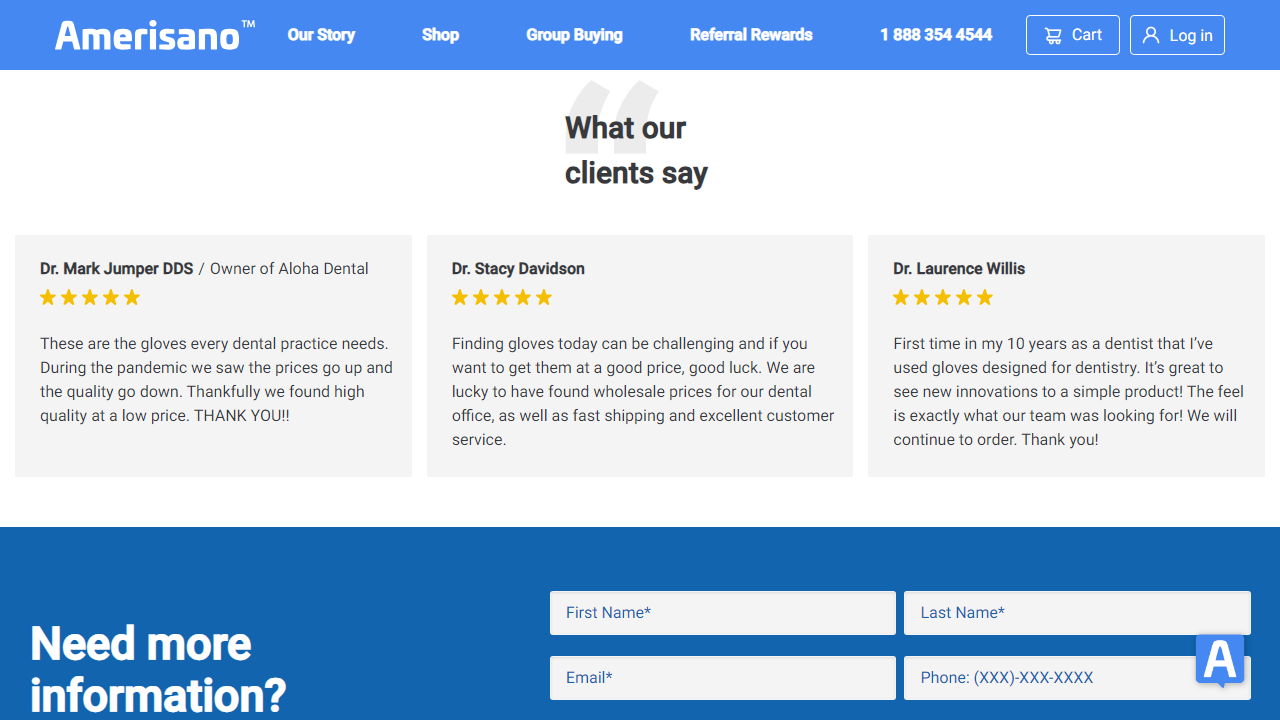 Amerisano™
Our Story
Shop
Group Buying
Referral Rewards
1 888 354 4544
Cart
Log in
“
What our
clients say
Dr. Mark Jumper DDS / Owner of Aloha Dental
These are the gloves every dental practice needs.
During the pandemic we saw the prices go up and
the quality go down. Thankfully we found high
quality at a low price. THANK YOU!!
Dr. Stacy Davidson
Finding gloves today can be challenging and if you
want to get them at a good price, good luck. We are
lucky to have found wholesale prices for our dental
office, as well as fast shipping and excellent customer
service.
Dr. Laurence Willis
First time in my 10 years as a dentist that I’ve
used gloves designed for dentistry. It’s great to
see new innovations to a simple product! The feel
is exactly what our team was looking for! We will
continue to order. Thank you!
Need more
information?
First Name*
Last Name*
Email*
Phone: (XXX)-XXX-XXXX
A